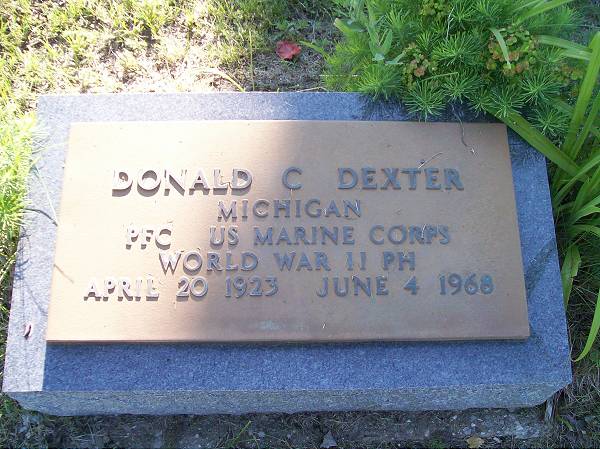 DONALD C DEXTER
MICHIGAN
PFC US MARINE CORPS
WORLD WAR II PH
APRIL 20 1923 JUNE 4 1968